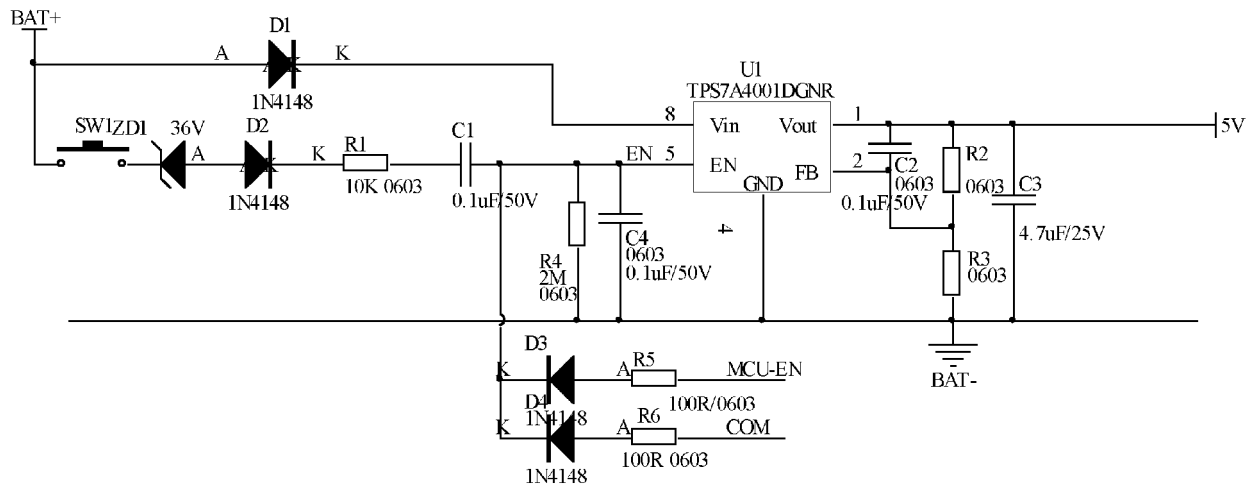 BAT+
D1
A
K
A K
1N4148
U1
TPS7A4001DGNR
8
Vin
Vout
1
5V
SW1
ZD1
36V
D2
A
K
A K
1N4148
R1
10K 0603
C1
0.1uF/50V
EN
5
EN
FB
2
GND
4
C2
0603
0.1uF/50V
R2
0603
C3
4.7uF/25V
R4
2M
0603
C4
0603
0.1uF/50V
R3
0603
BAT-
D3
K
A
1N4148
R5
MCU-EN
100R/0603
D4
K
A
1N4148
R6
COM
100R 0603